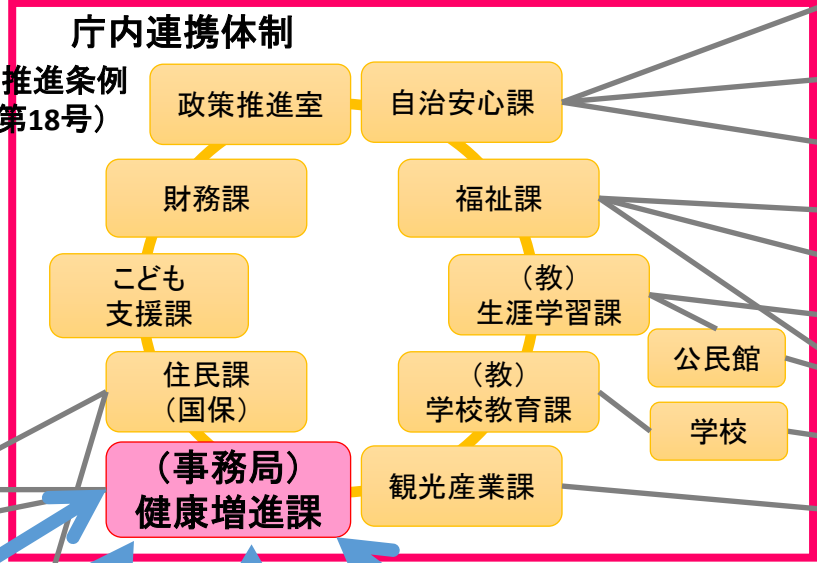 庁内連携体制
推進条例
第18号）
政策推進室
自治安心課
財務課
福祉課
こども
支援課
（教）
生涯学習課
公民館
住民課
（国保）
（教）
学校教育課
学校
（事務局）
健康増進課
観光産業課